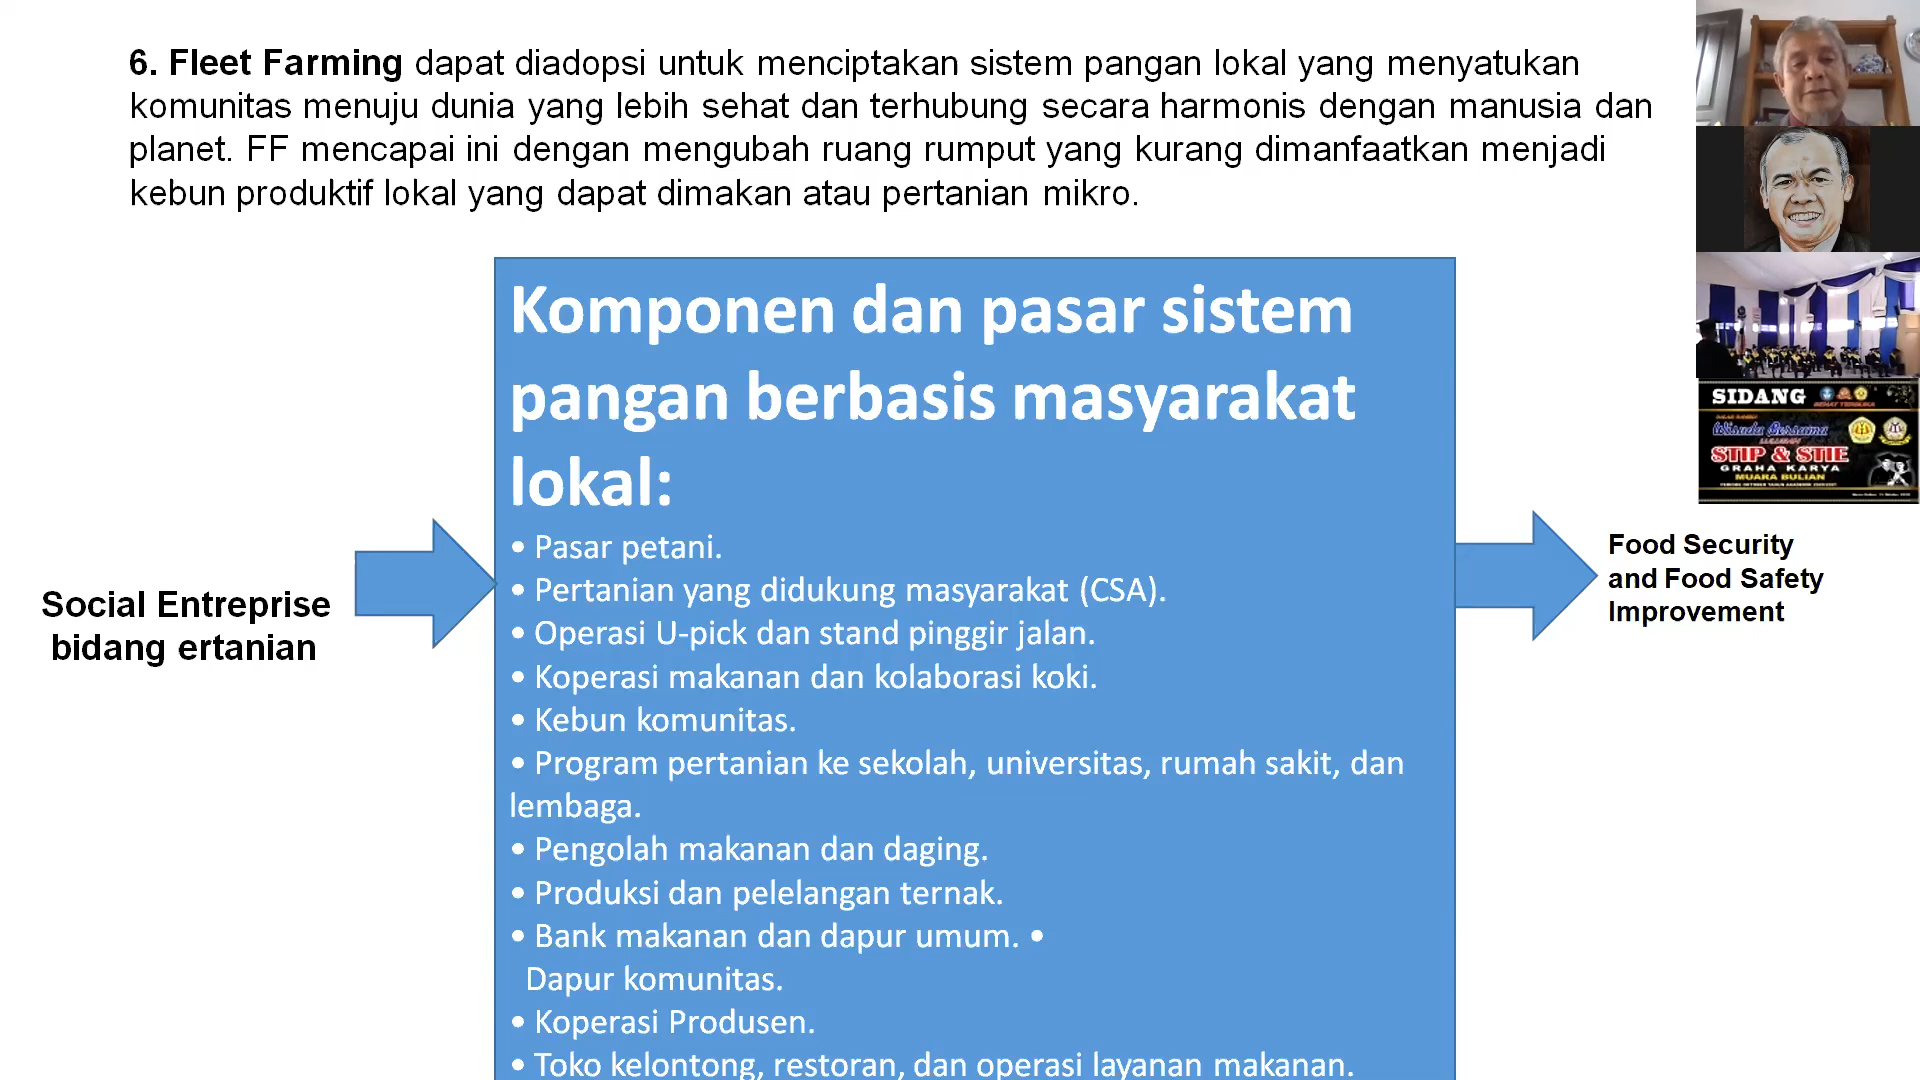 6. Fleet Farming dapat diadopsi untuk menciptakan sistem pangan lokal yang menyatukan
komunitas menuju dunia yang lebih sehat dan terhubung secara harmonis dengan manusia dan
planet. FF mencapai ini dengan mengubah ruang rumput yang kurang dimanfaatkan menjadi
kebun produktif lokal yang dapat dimakan atau pertanian mikro.
Social Entreprise
bidang ertanian
Komponen dan pasar sistem
pangan berbasis masyarakat
lokal:
• Pasar petani.
• Pertanian yang didukung masyarakat (CSA).
• Operasi U-pick dan stand pinggir jalan.
• Koperasi makanan dan kolaborasi koki.
• Kebun komunitas.
• Program pertanian ke sekolah, universitas, rumah sakit, dan
lembaga.
• Pengolah makanan dan daging.
• Produksi dan pelelangan ternak.
• Bank makanan dan dapur umum. •
Dapur komunitas.
• Koperasi Produsen.
• Toko kelontong, restoran, dan operasi layanan makanan.
Food Security
and Food Safety
Improvement
SIDANG
Wisuda Bersama
STIP & STIE
GRAHA KARYA
MUARA BULIAN